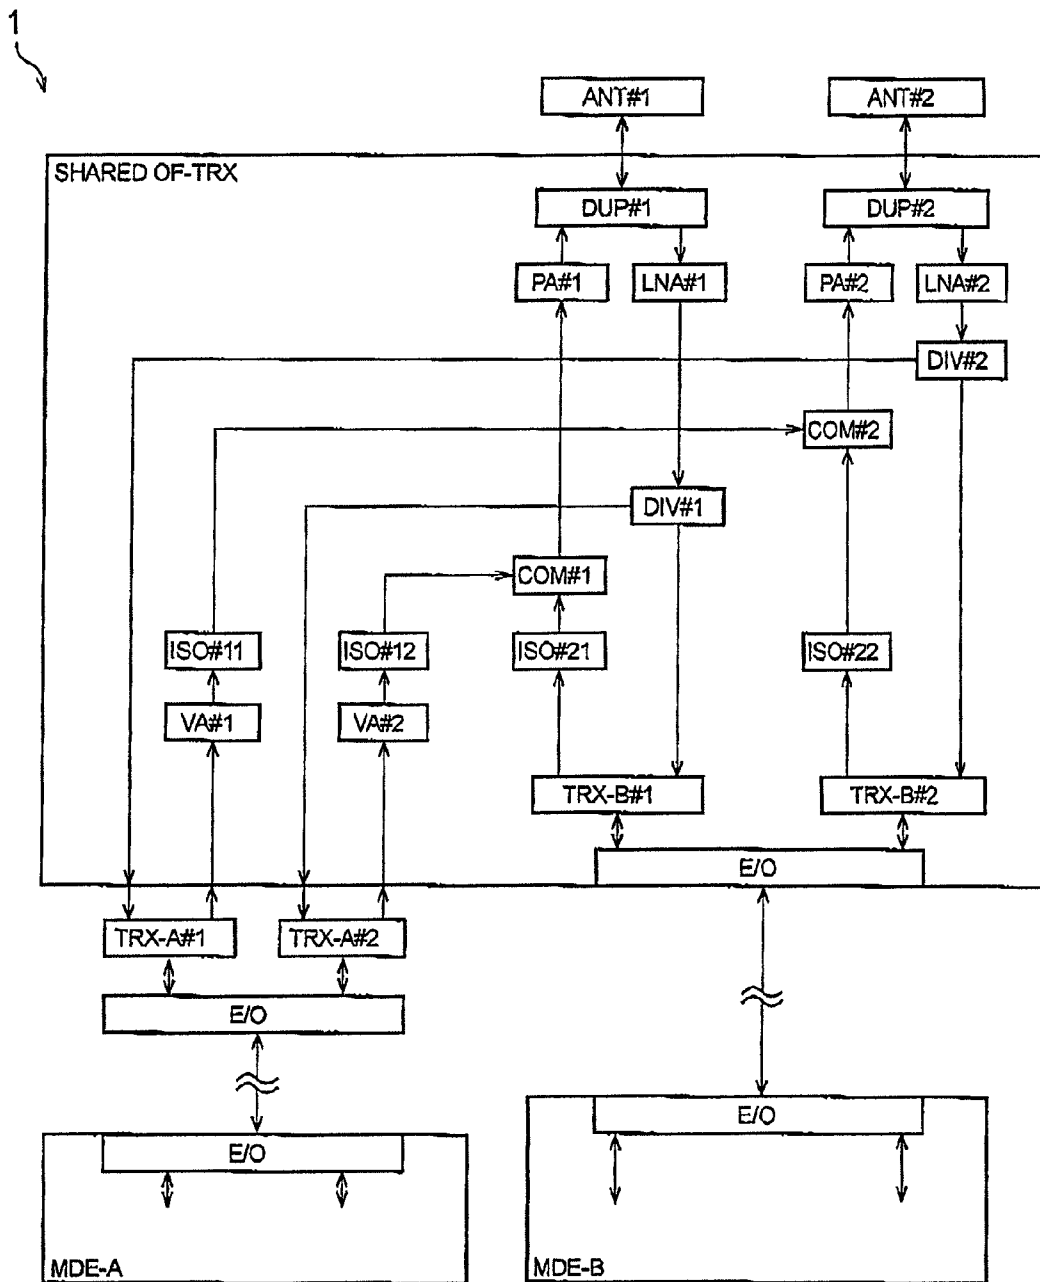 1
ANT#1
ANT#2
SHARED OF-TRX
DUP#1
DUP#2
PA#1
LNA#1
PA#2
LNA#2
DIV#2
COM#2
DIV#1
COM#1
ISO#11
ISO#12
ISO#21
ISO#22
VA#1
VA#2
TRX-B#1
TRX-B#2
E/O
TRX-A#1
TRX-A#2
E/O
E/O
E/O
MDE-A
MDE-B